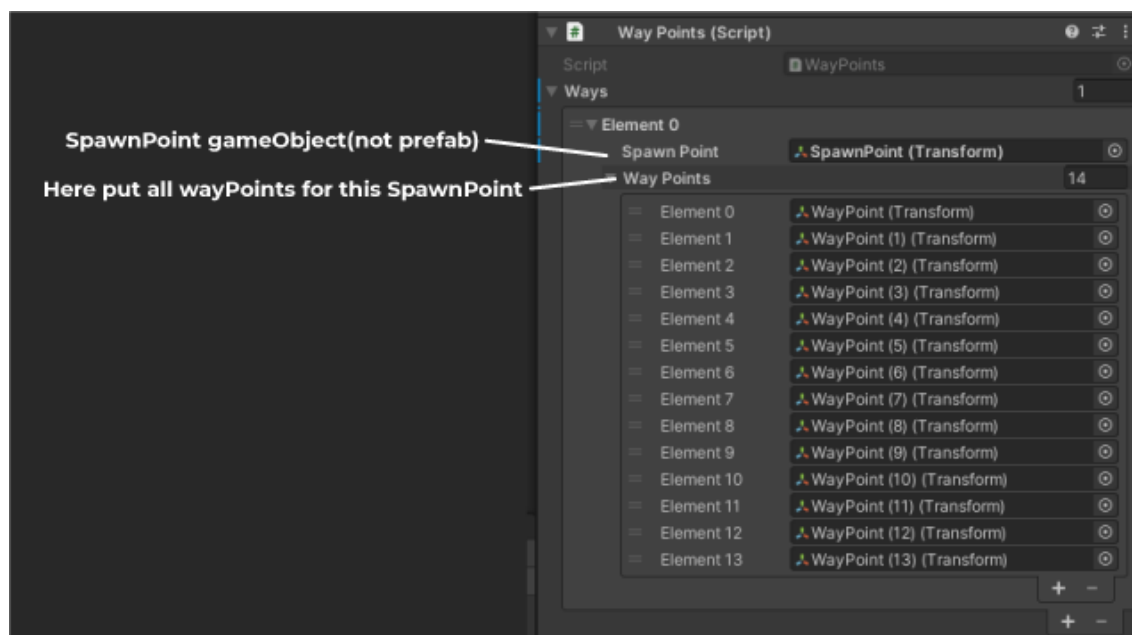 Way Points (Script)
Script WayPoints
Ways 1
Element 0
SpawnPoint gameObject(not prefab)
Spawn Point SpawnPoint (Transform)
Here put all wayPoints for this SpawnPoint
Way Points 14
Element 0 WayPoint (Transform)
Element 1 WayPoint (1) (Transform)
Element 2 WayPoint (2) (Transform)
Element 3 WayPoint (3) (Transform)
Element 4 WayPoint (4) (Transform)
Element 5 WayPoint (5) (Transform)
Element 6 WayPoint (6) (Transform)
Element 7 WayPoint (7) (Transform)
Element 8 WayPoint (8) (Transform)
Element 9 WayPoint (9) (Transform)
Element 10 WayPoint (10) (Transform)
Element 11 WayPoint (11) (Transform)
Element 12 WayPoint (12) (Transform)
Element 13 WayPoint (13) (Transform)